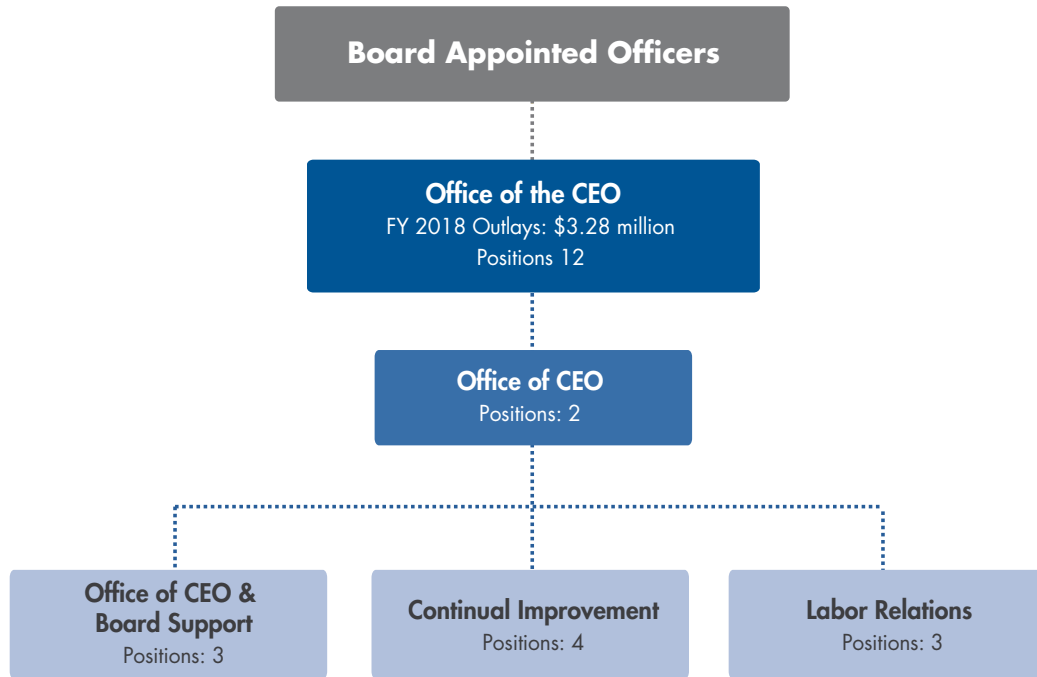 Board Appointed Officers
Office of the CEO
FY 2018 Outlays: $3.28 million
Positions 12
Office of CEO
Positions: 2
Office of CEO &
Board Support
Positions: 3
Continual Improvement
Positions: 4
Labor Relations
Positions: 3